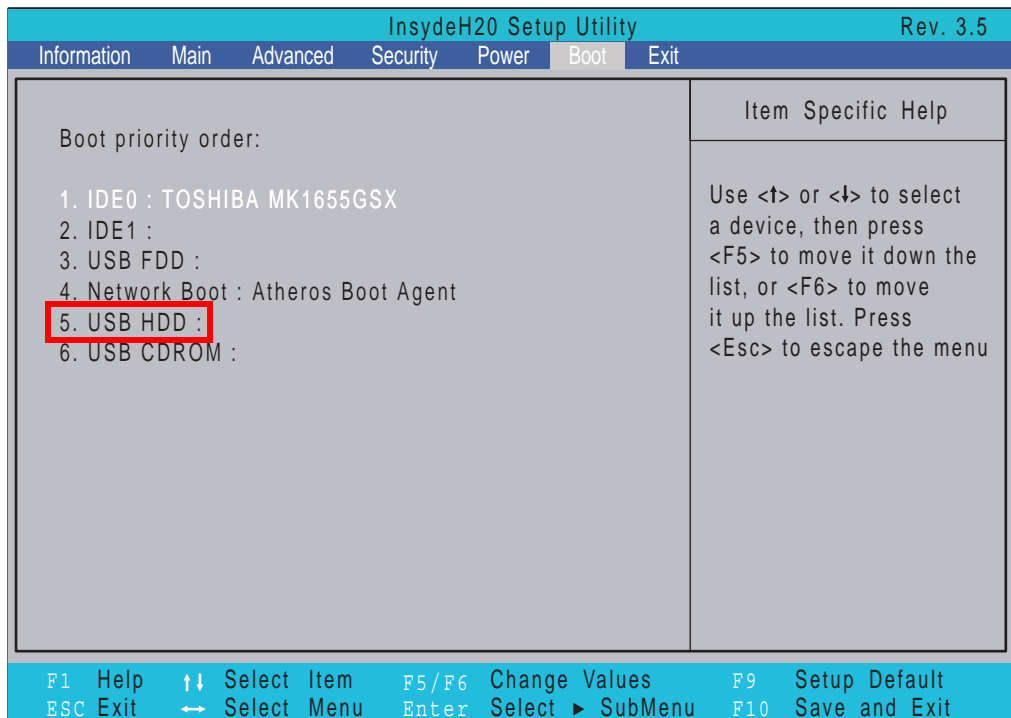 InsydeH20 Setup Utility Rev. 3.5
Information Main Advanced Security Power Boot Exit
Boot priority order:
1. IDE0 : TOSHIBA MK1655GSX
2. IDE1 :
3. USB FDD :
4. Network Boot : Atheros Boot Agent
5. USB HDD :
6. USB CDROM :
Item Specific Help
Use <↑> or <↓> to select
a device, then press
<F5> to move it down the
list, or <F6> to move
it up the list. Press
<Esc> to escape the menu
F1 Help ↑↓ Select Item F5/F6 Change Values F9 Setup Default
ESC Exit ↔ Select Menu Enter Select ► SubMenu F10 Save and Exit